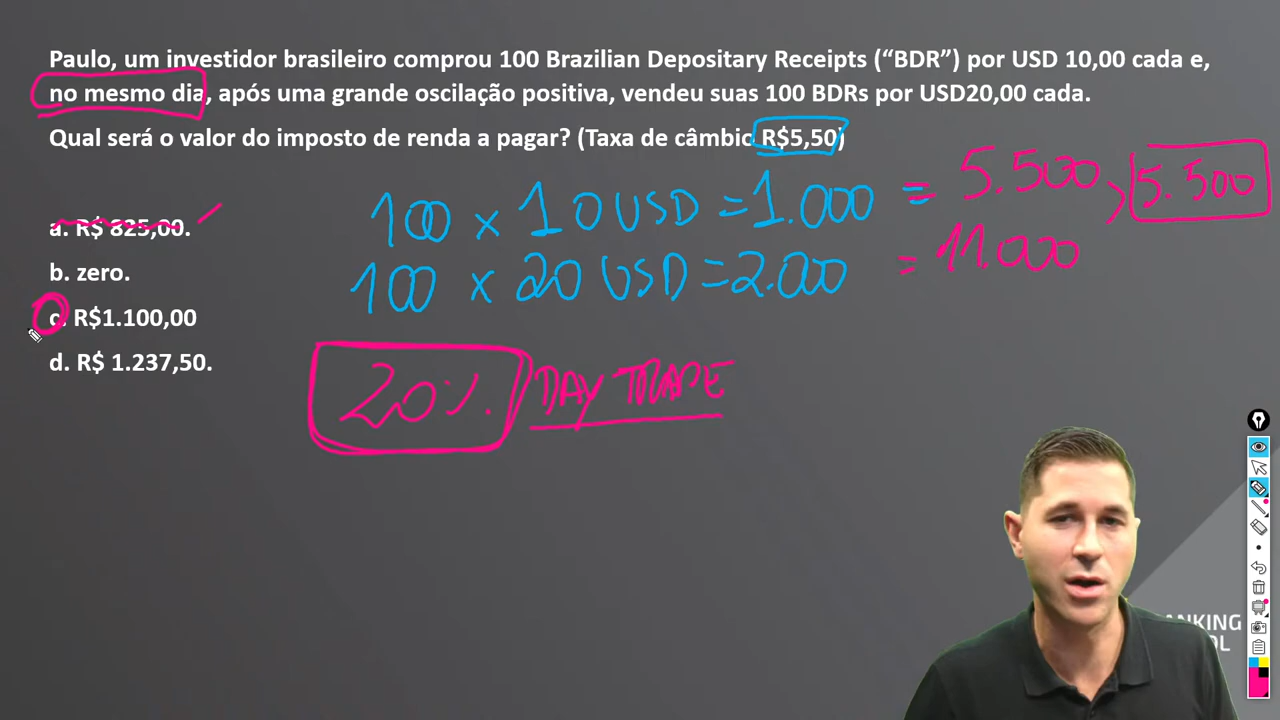 Paulo, um investidor brasileiro comprou 100 Brazilian Depositary Receipts (“BDR”) por USD 10,00 cada e,
no mesmo dia, após uma grande oscilação positiva, vendeu suas 100 BDRs por USD20,00 cada.
Qual será o valor do imposto de renda a pagar? (Taxa de câmbio R$5,50)
100 x 10 USD = 1.000 = 5.500 > 5.500
100 x 20 USD = 2.000 = 11.000
a. R$ 825,00.
b. zero.
c. R$1.100,00
d. R$ 1.237,50.
20%. DAY TRADE
ANKING
OL